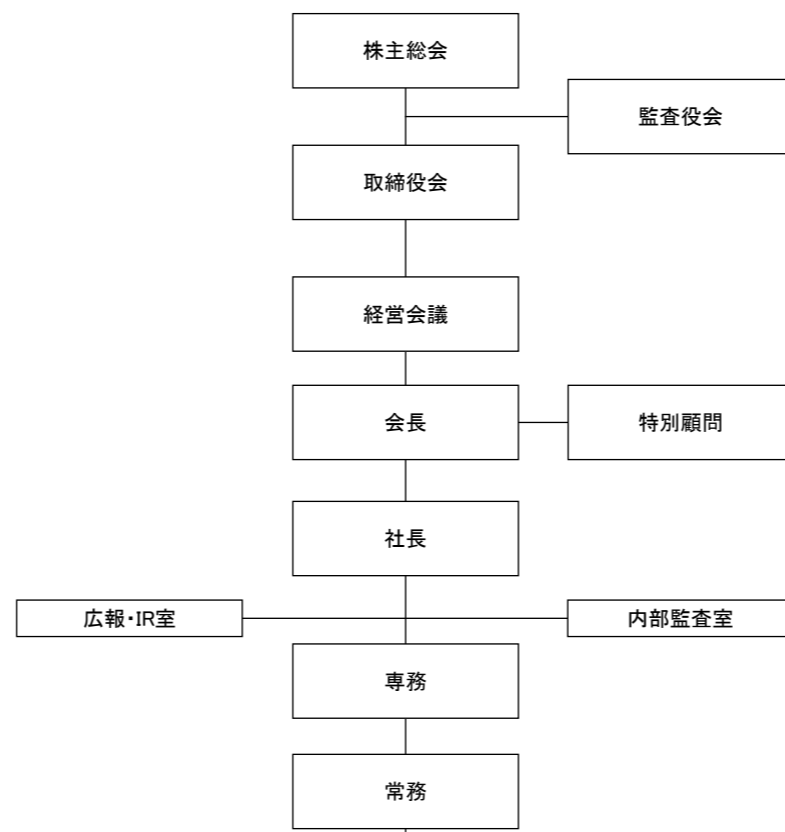 株主総会
監査役会
取締役会
経営会議
会長
特別顧問
社長
広報・IR室
内部監査室
専務
常務